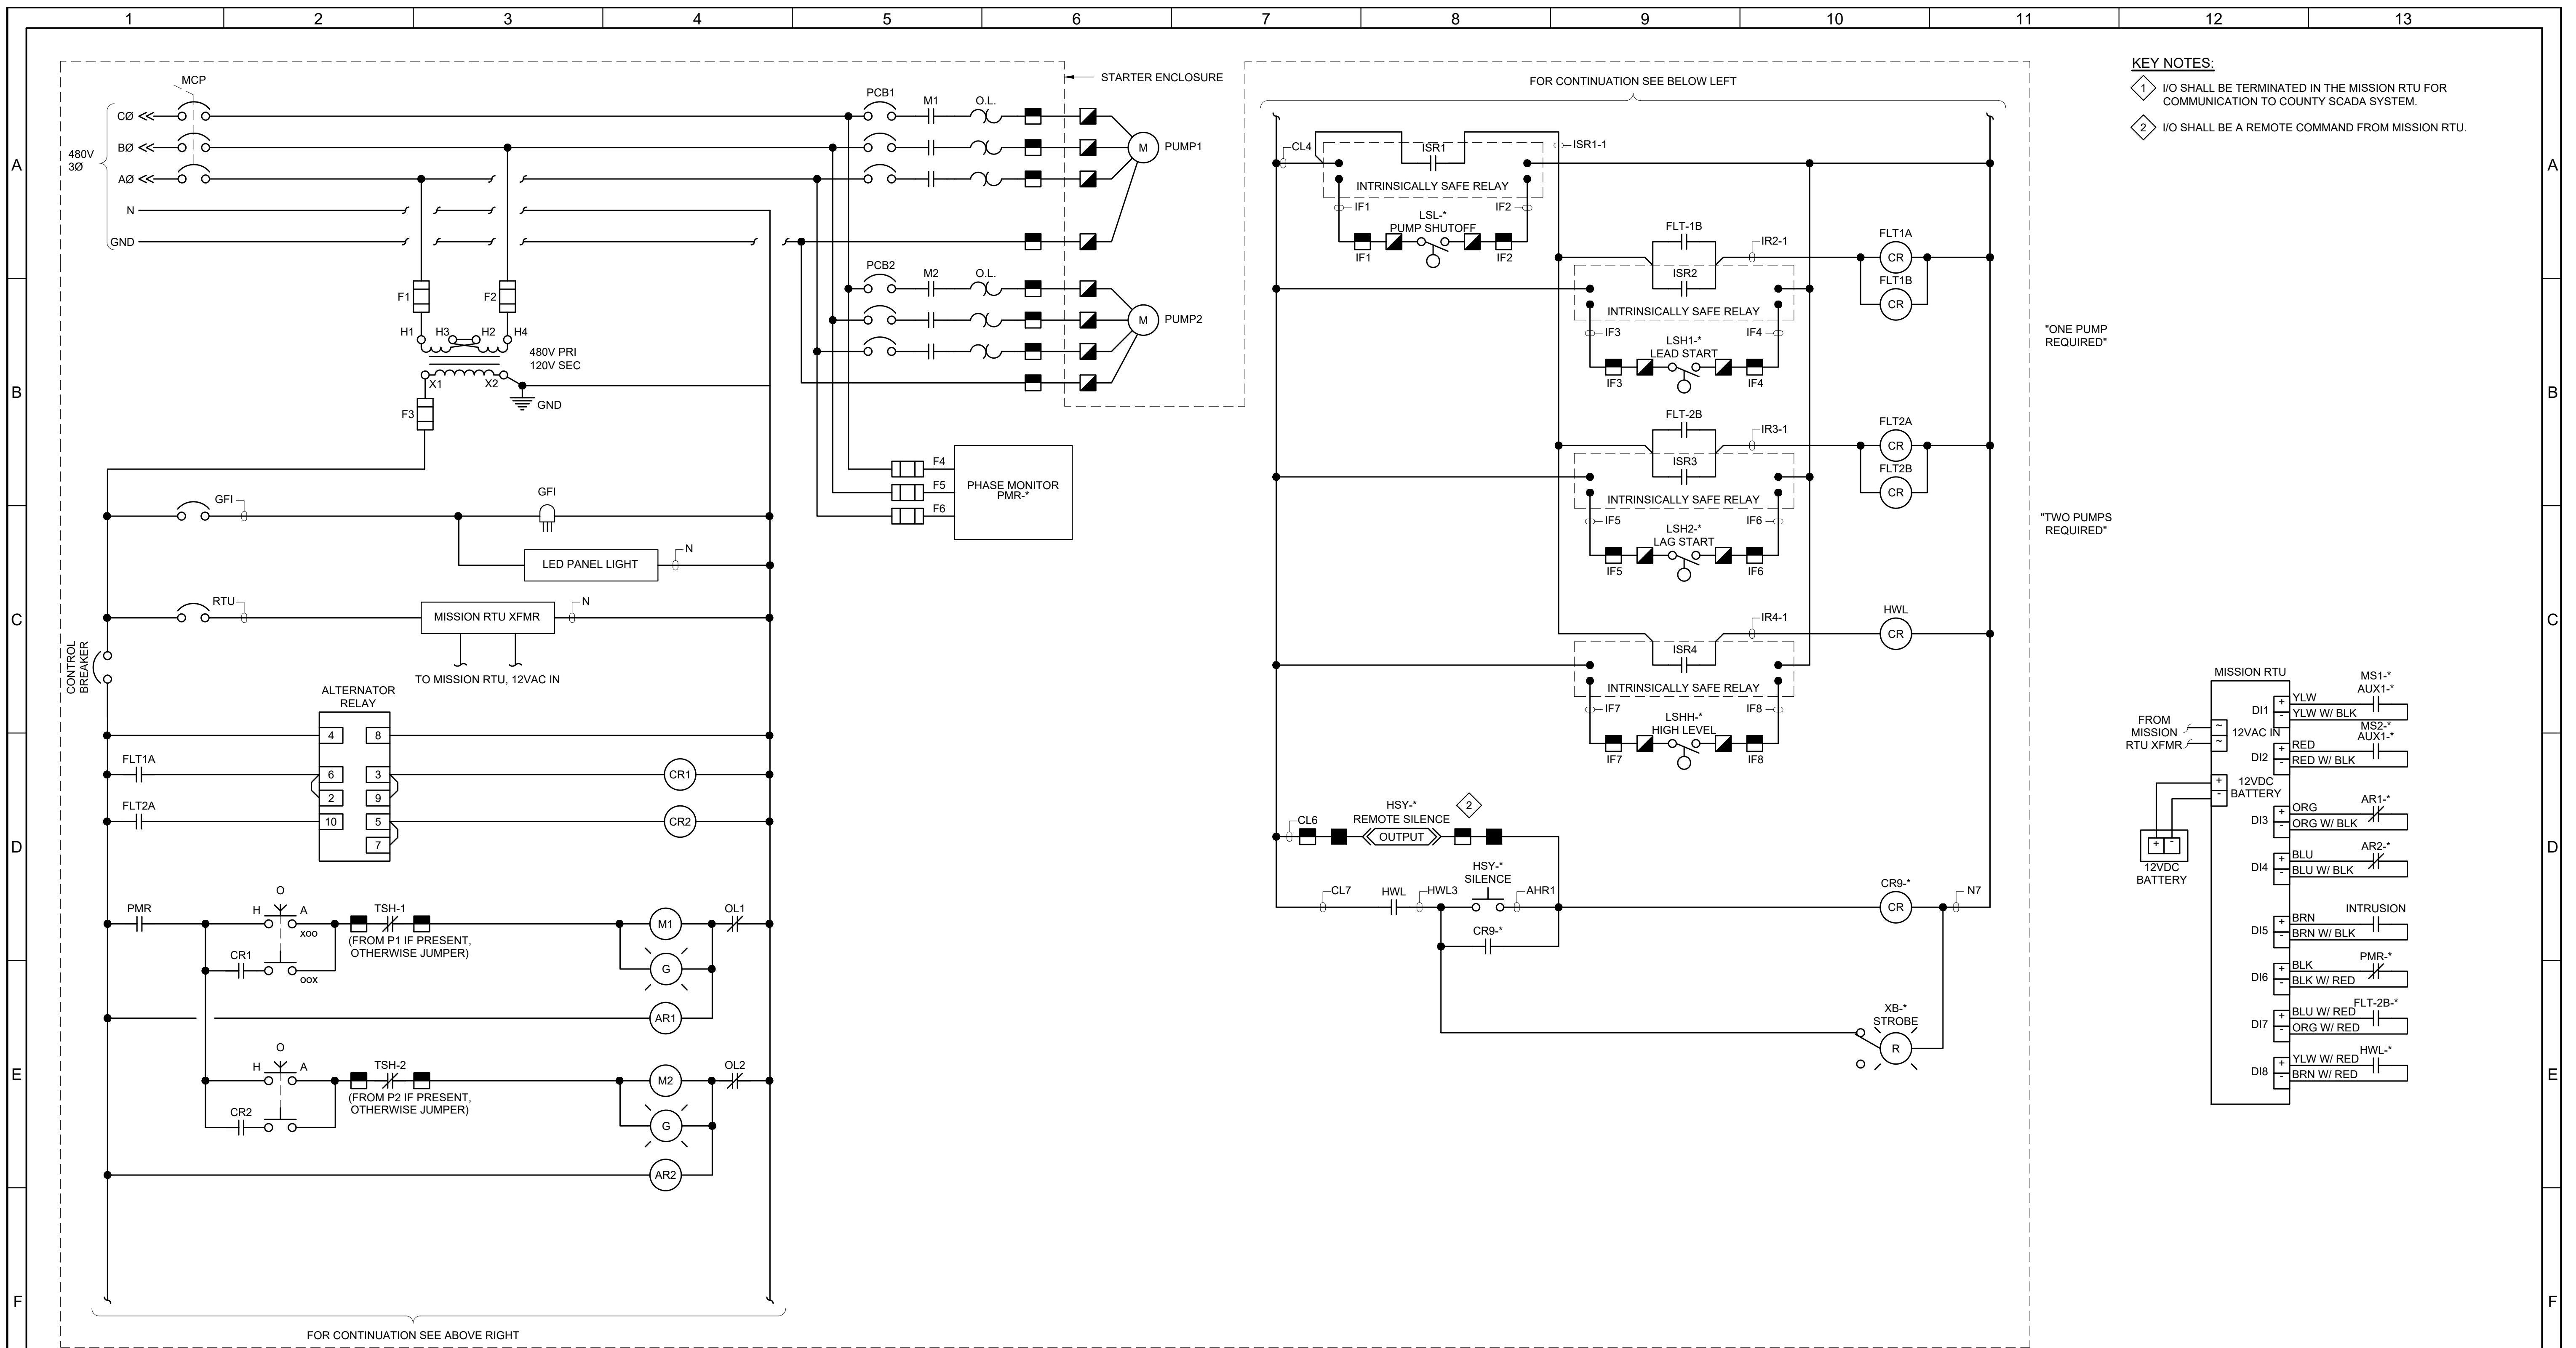 1 2 3 4 5 6 7 8 9 10 11 12 13
A
B
C
D
E
F
MCP
480V
3Ø
CØ
BØ
AØ
N
GND
STARTER ENCLOSURE
PCB1
M1
O.L.
M
PUMP1
PCB2
M2
O.L.
M
PUMP2
F1
F2
H1
H3
H2
H4
480V PRI
120V SEC
X1
X2
GND
F3
F4
F5
F6
PHASE MONITOR
PMR-*
GFI
GFI
LED PANEL LIGHT
N
RTU
MISSION RTU XFMR
N
TO MISSION RTU, 12VAC IN
CONTROL
BREAKER
ALTERNATOR
RELAY
4
8
FLT1A
6
3
CR1
2
9
FLT2A
10
5
CR2
7
PMR
O
H
A
xoo
TSH-1
(FROM P1 IF PRESENT,
OTHERWISE JUMPER)
M1
OL1
CR1
oox
G
AR1
O
H
A
TSH-2
(FROM P2 IF PRESENT,
OTHERWISE JUMPER)
M2
OL2
CR2
G
AR2
FOR CONTINUATION SEE ABOVE RIGHT
FOR CONTINUATION SEE BELOW LEFT
CL4
ISR1
ISR1-1
INTRINSICALLY SAFE RELAY
IF1
IF2
LSL-*
PUMP SHUTOFF
IF1
IF2
FLT-1B
IR2-1
FLT1A
CR
ISR2
FLT1B
CR
INTRINSICALLY SAFE RELAY
IF3
IF4
LSH1-*
LEAD START
IF3
IF4
"ONE PUMP
REQUIRED"
FLT-2B
IR3-1
FLT2A
CR
ISR3
FLT2B
CR
INTRINSICALLY SAFE RELAY
IF5
IF6
LSH2-*
LAG START
IF5
IF6
"TWO PUMPS
REQUIRED"
IR4-1
HWL
CR
ISR4
INTRINSICALLY SAFE RELAY
IF7
IF8
LSHH-*
HIGH LEVEL
IF7
IF8
HSY-*
REMOTE SILENCE
2
CL6
OUTPUT
HSY-*
SILENCE
CL7
HWL
HWL3
AHR1
CR9-*
CR
N7
CR9-*
XB-*
STROBE
R
KEY NOTES:
1 I/O SHALL BE TERMINATED IN THE MISSION RTU FOR
COMMUNICATION TO COUNTY SCADA SYSTEM.
2 I/O SHALL BE A REMOTE COMMAND FROM MISSION RTU.
MISSION RTU
FROM
MISSION
RTU XFMR
~
~
12VAC IN
+
-
12VDC
BATTERY
+ -
12VDC
BATTERY
DI1
+
-
YLW
YLW W/ BLK
MS1-*
AUX1-*
DI2
+
-
RED
RED W/ BLK
MS2-*
AUX1-*
DI3
+
-
ORG
ORG W/ BLK
AR1-*
DI4
+
-
BLU
BLU W/ BLK
AR2-*
DI5
+
-
BRN
BRN W/ BLK
INTRUSION
DI6
+
-
BLK
BLK W/ RED
PMR-*
DI7
+
-
BLU W/ RED
ORG W/ RED
FLT-2B-*
DI8
+
-
YLW W/ RED
BRN W/ RED
HWL-*
A
B
C
D
E
F